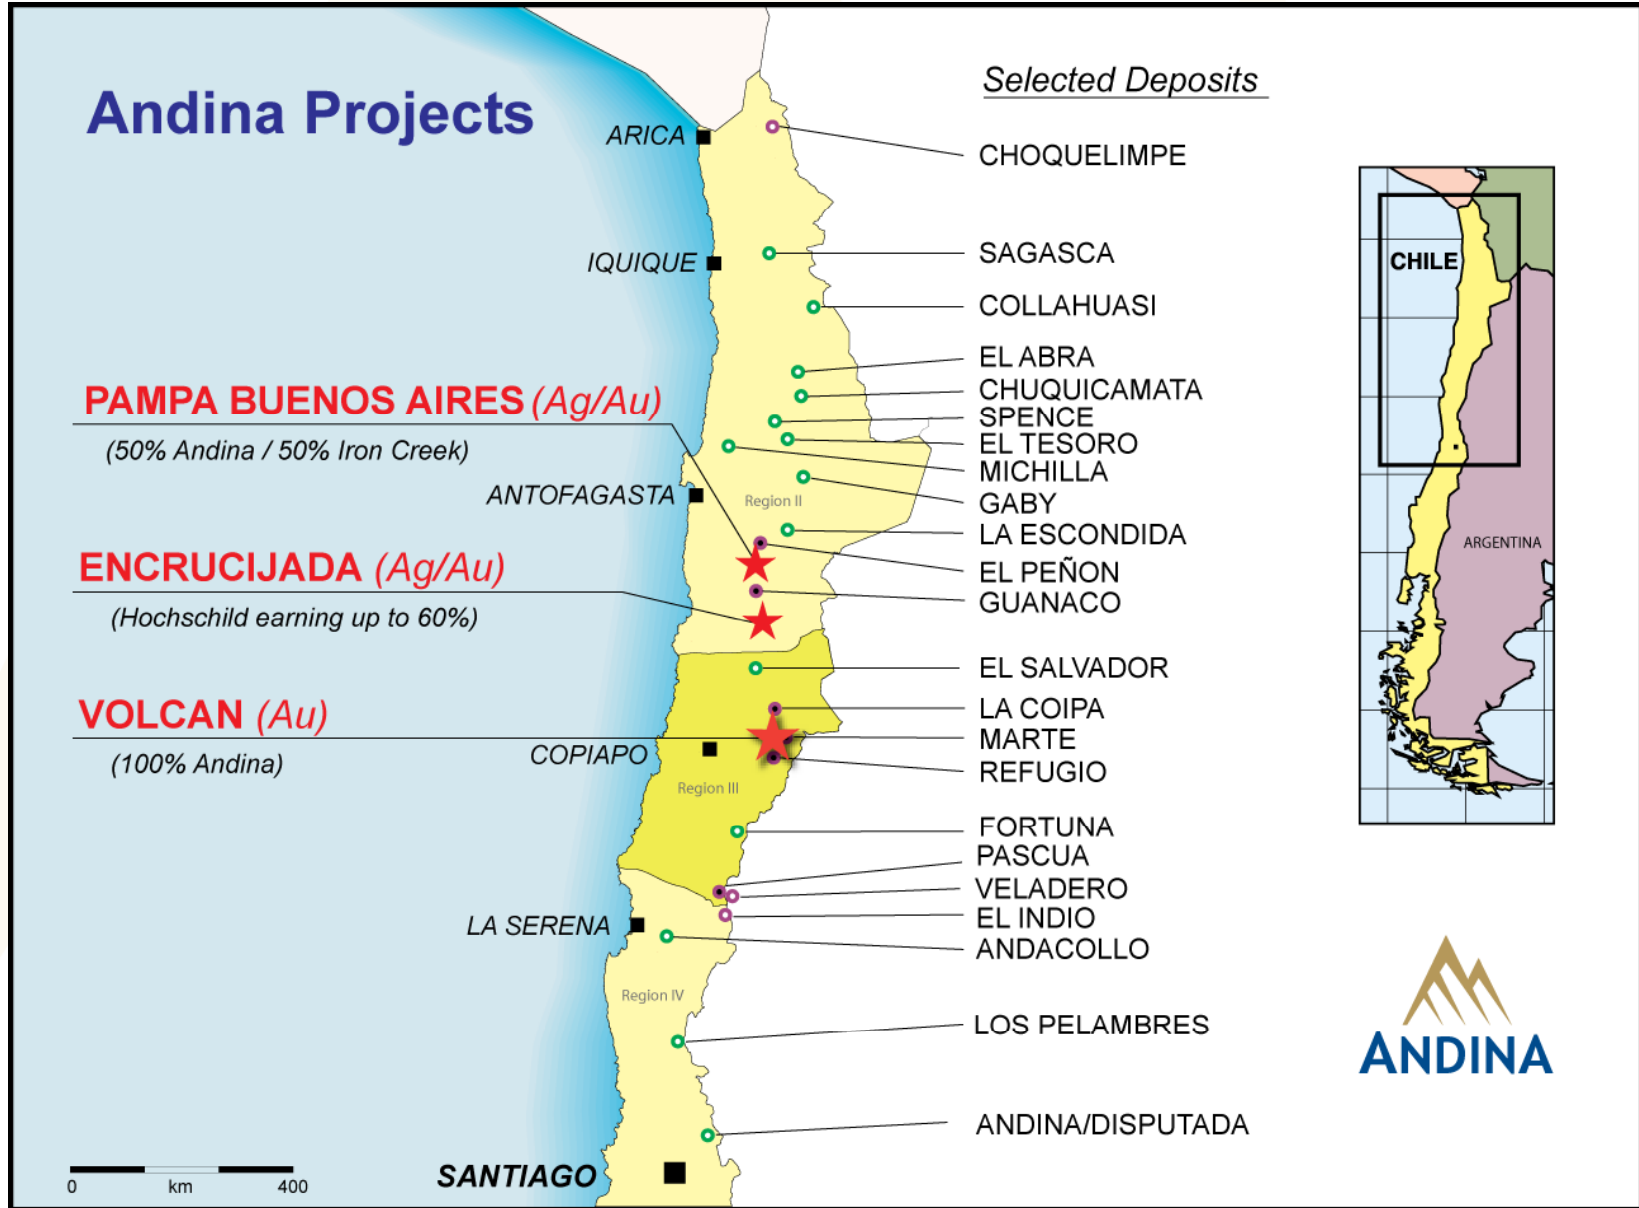 Andina Projects
Selected Deposits
ARICA
CHOQUELIMPE
IQUIQUE
SAGASCA
COLLAHUASI
EL ABRA
CHUQUICAMATA
SPENCE
EL TESORO
MICHILLA
GABY
LA ESCONDIDA
EL PEÑON
GUANACO
EL SALVADOR
LA COIPA
MARTE
REFUGIO
FORTUNA
PASCUA
VELADERO
EL INDIO
ANDACOLLO
LOS PELAMBRES
ANDINA/DISPUTADA
PAMPA BUENOS AIRES (Ag/Au)
(50% Andina / 50% Iron Creek)
ANTOFAGASTA
Region II
ENCRUCIJADA (Ag/Au)
(Hochschild earning up to 60%)
VOLCAN (Au)
(100% Andina)
COPIAPO
Region III
LA SERENA
Region IV
SANTIAGO
0 km 400
CHILE
ARGENTINA
ANDINA